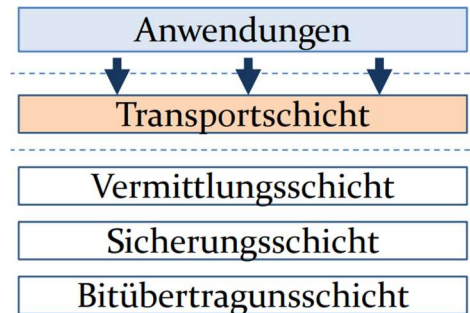 Anwendungen
Transportschicht
Vermittlungsschicht
Sicherungsschicht
Bitübertragunsschicht